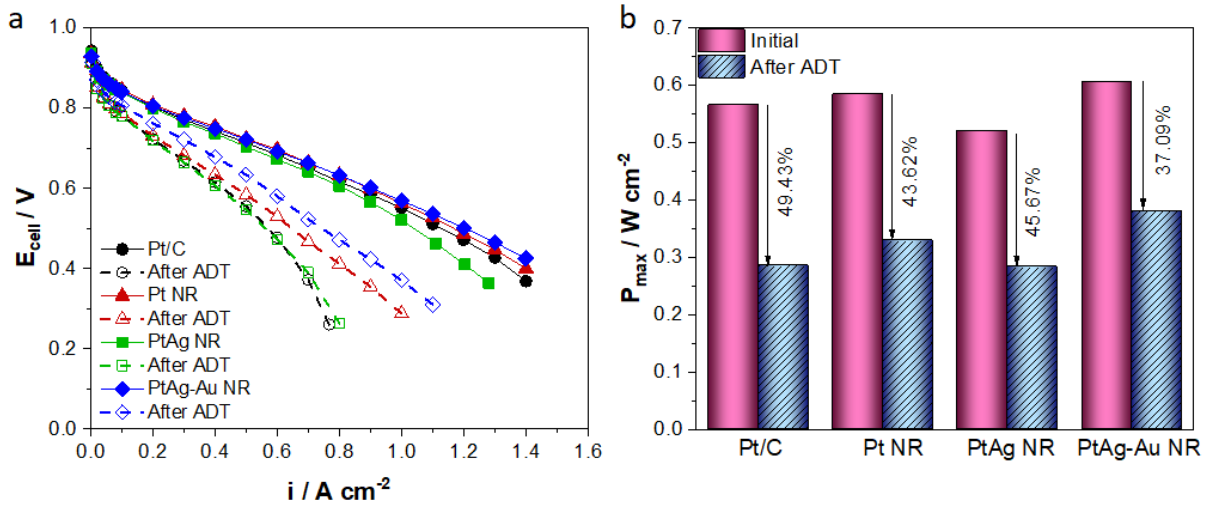 a
1.0
0.8
0.6
0.4
0.2
0.0
E_cell / V
Pt/C
After ADT
Pt NR
After ADT
PtAg NR
After ADT
PtAg-Au NR
After ADT
0.0 0.2 0.4 0.6 0.8 1.0 1.2 1.4 1.6
i / A cm⁻²
b
0.7
0.6
0.5
0.4
0.3
0.2
0.1
0.0
P_max / W cm⁻²
Initial
After ADT
49.43%
43.62%
45.67%
37.09%
Pt/C Pt NR PtAg NR PtAg-Au NR